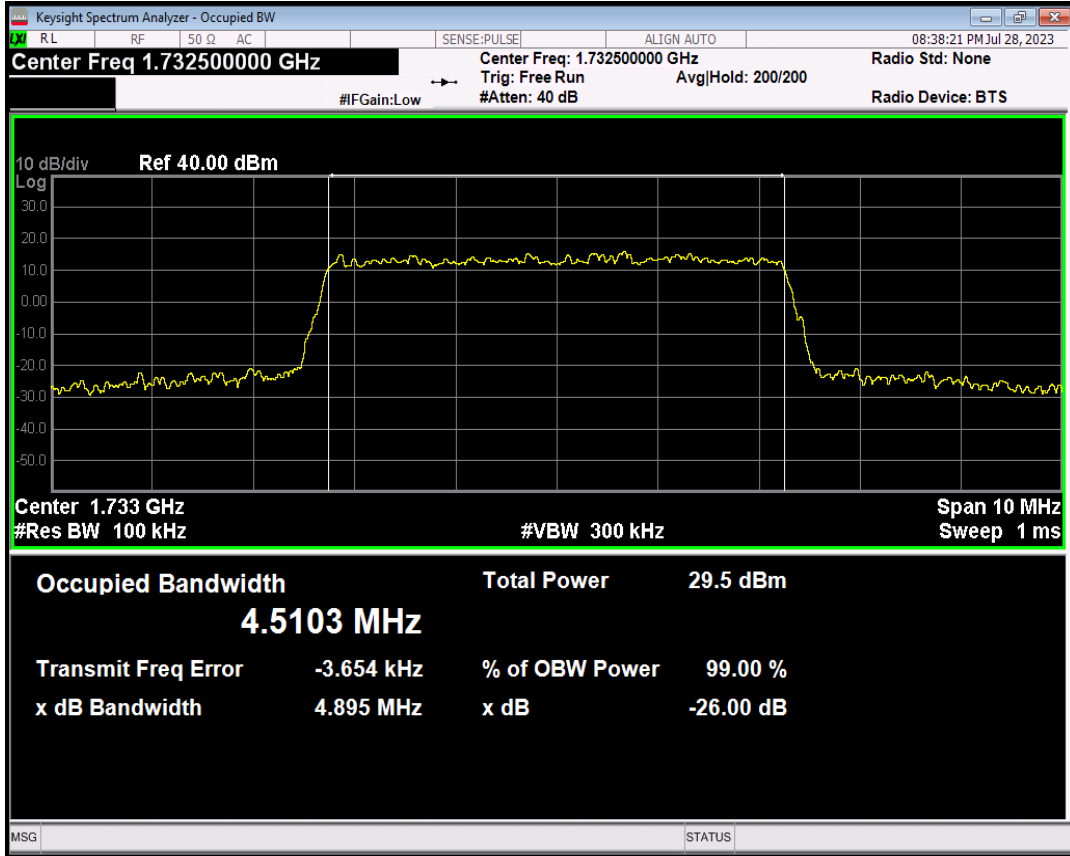 Keysight Spectrum Analyzer - Occupied BW
LXI RL RF 50 Ω AC SENSE:PULSE ALIGN AUTO 08:38:21 PM Jul 28, 2023
Center Freq 1.732500000 GHz Center Freq: 1.732500000 GHz Radio Std: None
Trig: Free Run Avg|Hold: 200/200
#IFGain:Low #Atten: 40 dB Radio Device: BTS
10 dB/div Ref 40.00 dBm
Log
30.0
20.0
10.0
0.00
-10.0
-20.0
-30.0
-40.0
-50.0
Center 1.733 GHz Span 10 MHz
#Res BW 100 kHz #VBW 300 kHz Sweep 1 ms
Occupied Bandwidth Total Power 29.5 dBm
4.5103 MHz
Transmit Freq Error -3.654 kHz % of OBW Power 99.00 %
x dB Bandwidth 4.895 MHz x dB -26.00 dB
MSG STATUS